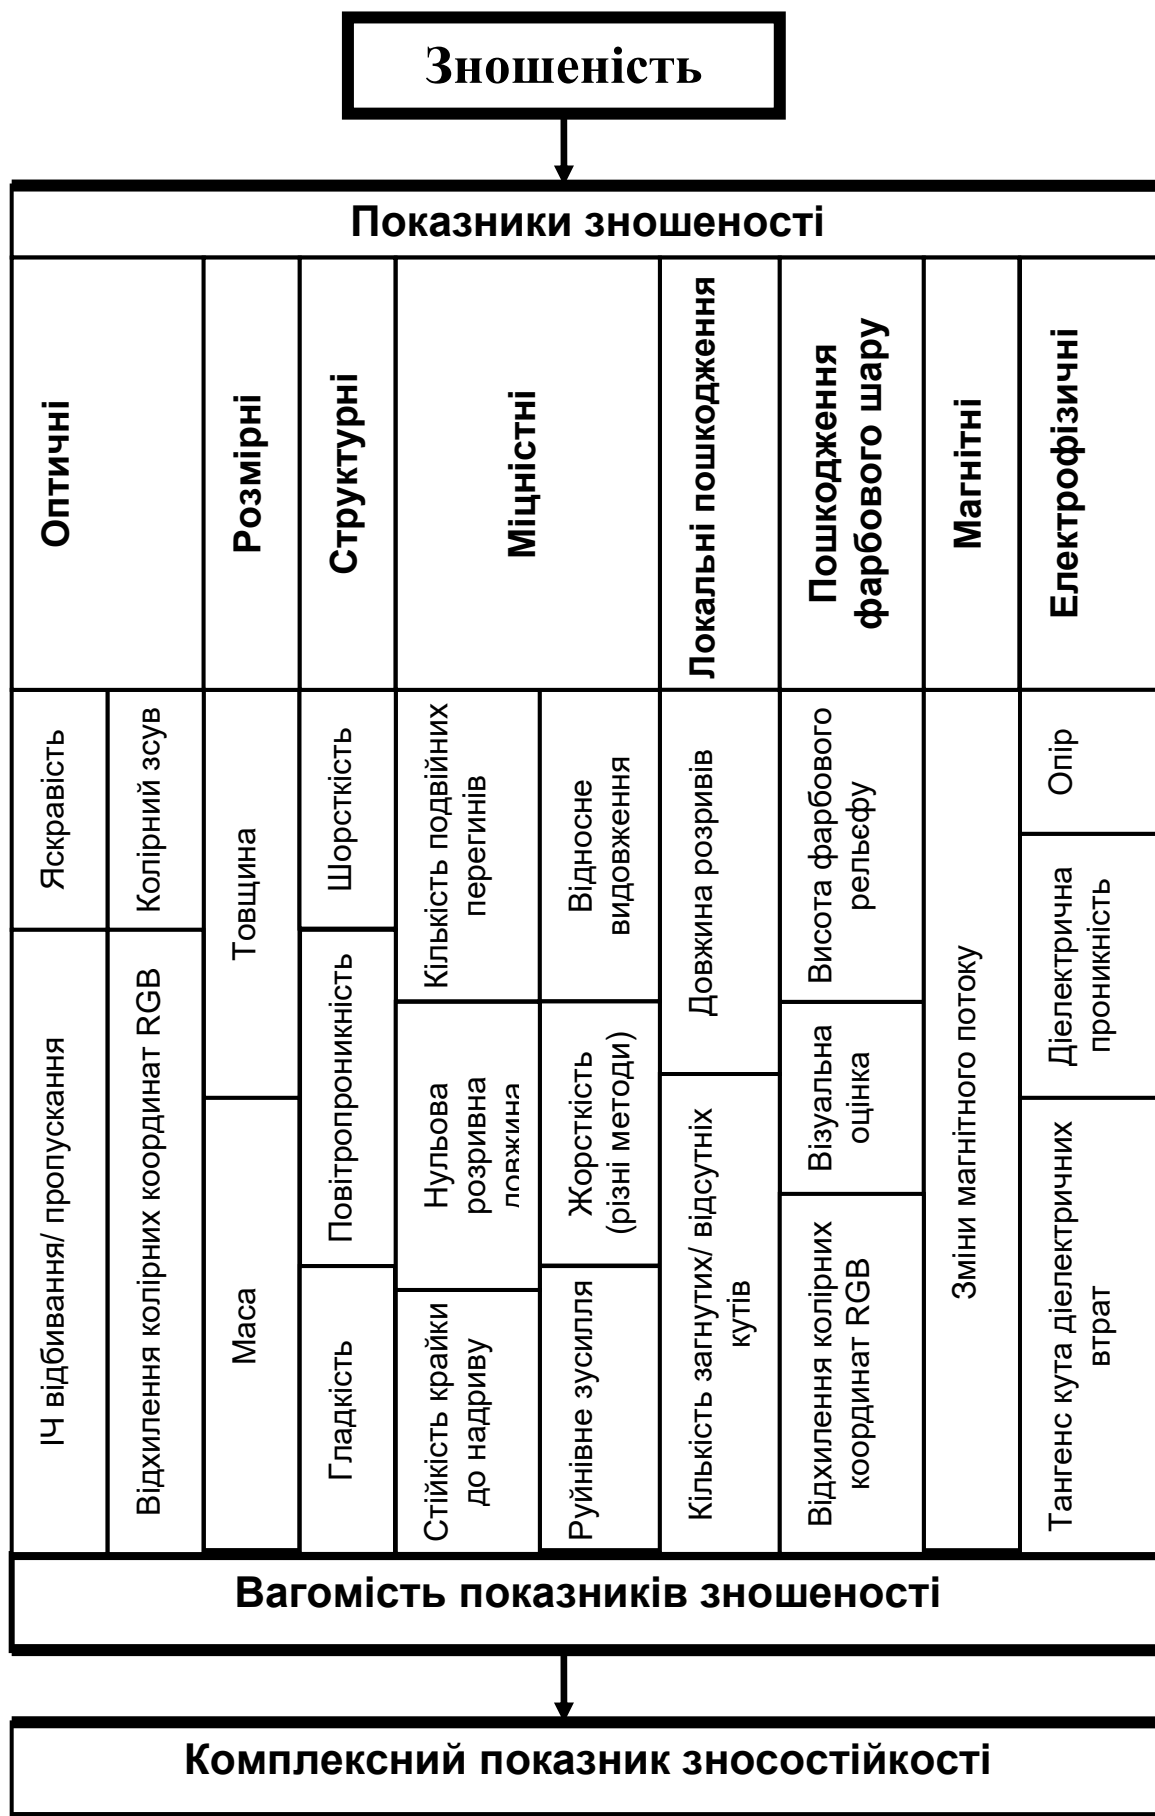 Зношеність
Показники зношеності
Оптичні
Розмірні
Структурні
Міцністні
Локальні пошкодження
Пошкодження
фарбового шару
Магнітні
Електрофізичні
Яскравість
Колірний зсув
ІЧ відбивання/ пропускання
Відхилення колірних координат RGB
Товщина
Маса
Шорсткість
Повітропроникність
Гладкість
Кількість подвійних
перегинів
Відносне
видовження
Нульова
розривна
довжина
Жорсткість
(різні методи)
Стійкість крайки
до надриву
Руйнівне зусилля
Довжина розривів
Кількість загнутих/ відсутніх
кутів
Висота фарбового
рельєфу
Візуальна
оцінка
Відхилення колірних
координат RGB
Зміни магнітного потоку
Опір
Діелектрична
проникність
Тангенс кута діелектричних
втрат
Вагомість показників зношеності
Комплексний показник зносостійкості